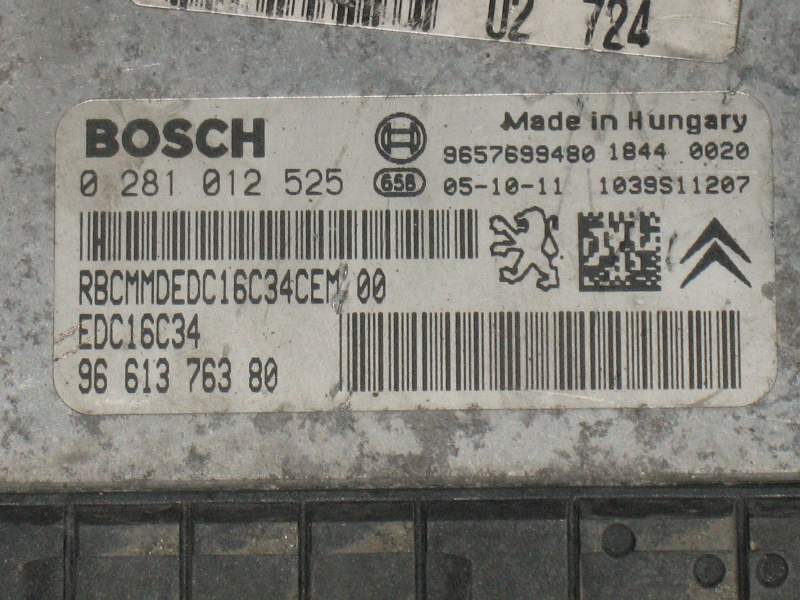 02 724
BOSCH
Made in Hungary
9657699480 1844 0020
0 281 012 525 658 05-10-11 1039S11207
RBCMMDEDC16C34CEM 00
EDC16C34
96 613 763 80